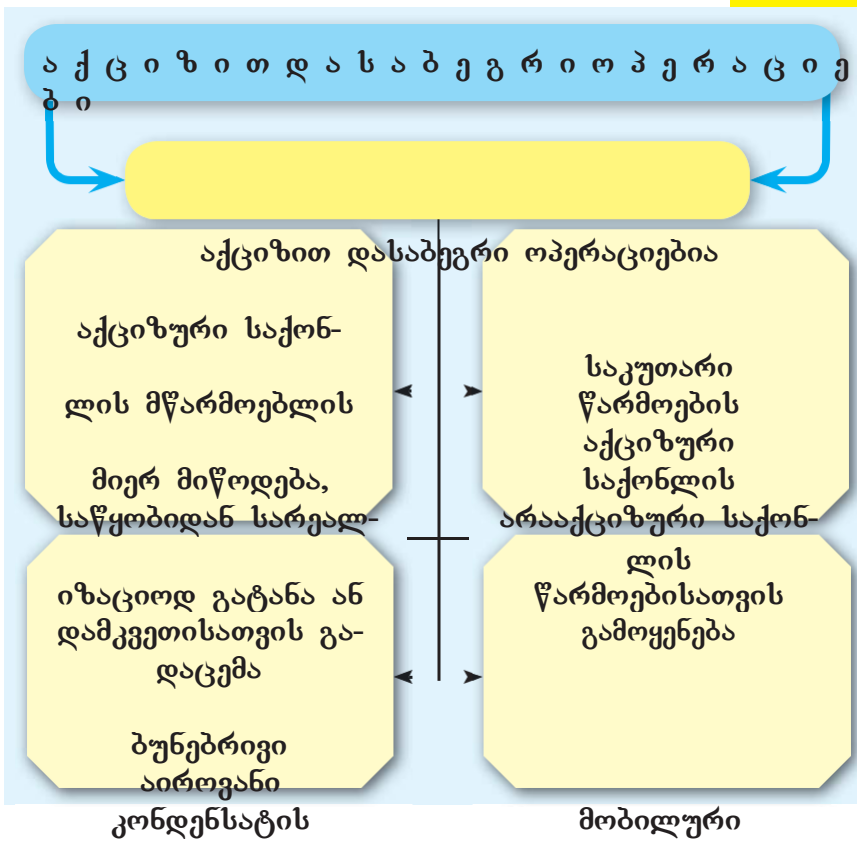 ა ქ ც ი ზ ი თ დ ა ს ა ბ ე გ რ ი ო პ ე რ ა ც ი ე
ბ ი
აქციზით დასაბეგრი ოპერაციებია
აქციზური საქონ-
ლის მწარმოებლის
მიერ მიწოდება,
საწყობიდან სარეალ-
იზაციოდ გატანა ან
დამკვეთისათვის გა-
დაცემა
ბუნებრივი
აიროვანი
კონდენსატის
საკუთარი
წარმოების
აქციზური
საქონლის
არააქციზური საქონ-
ლის
წარმოებისათვის
გამოყენება
მობილური